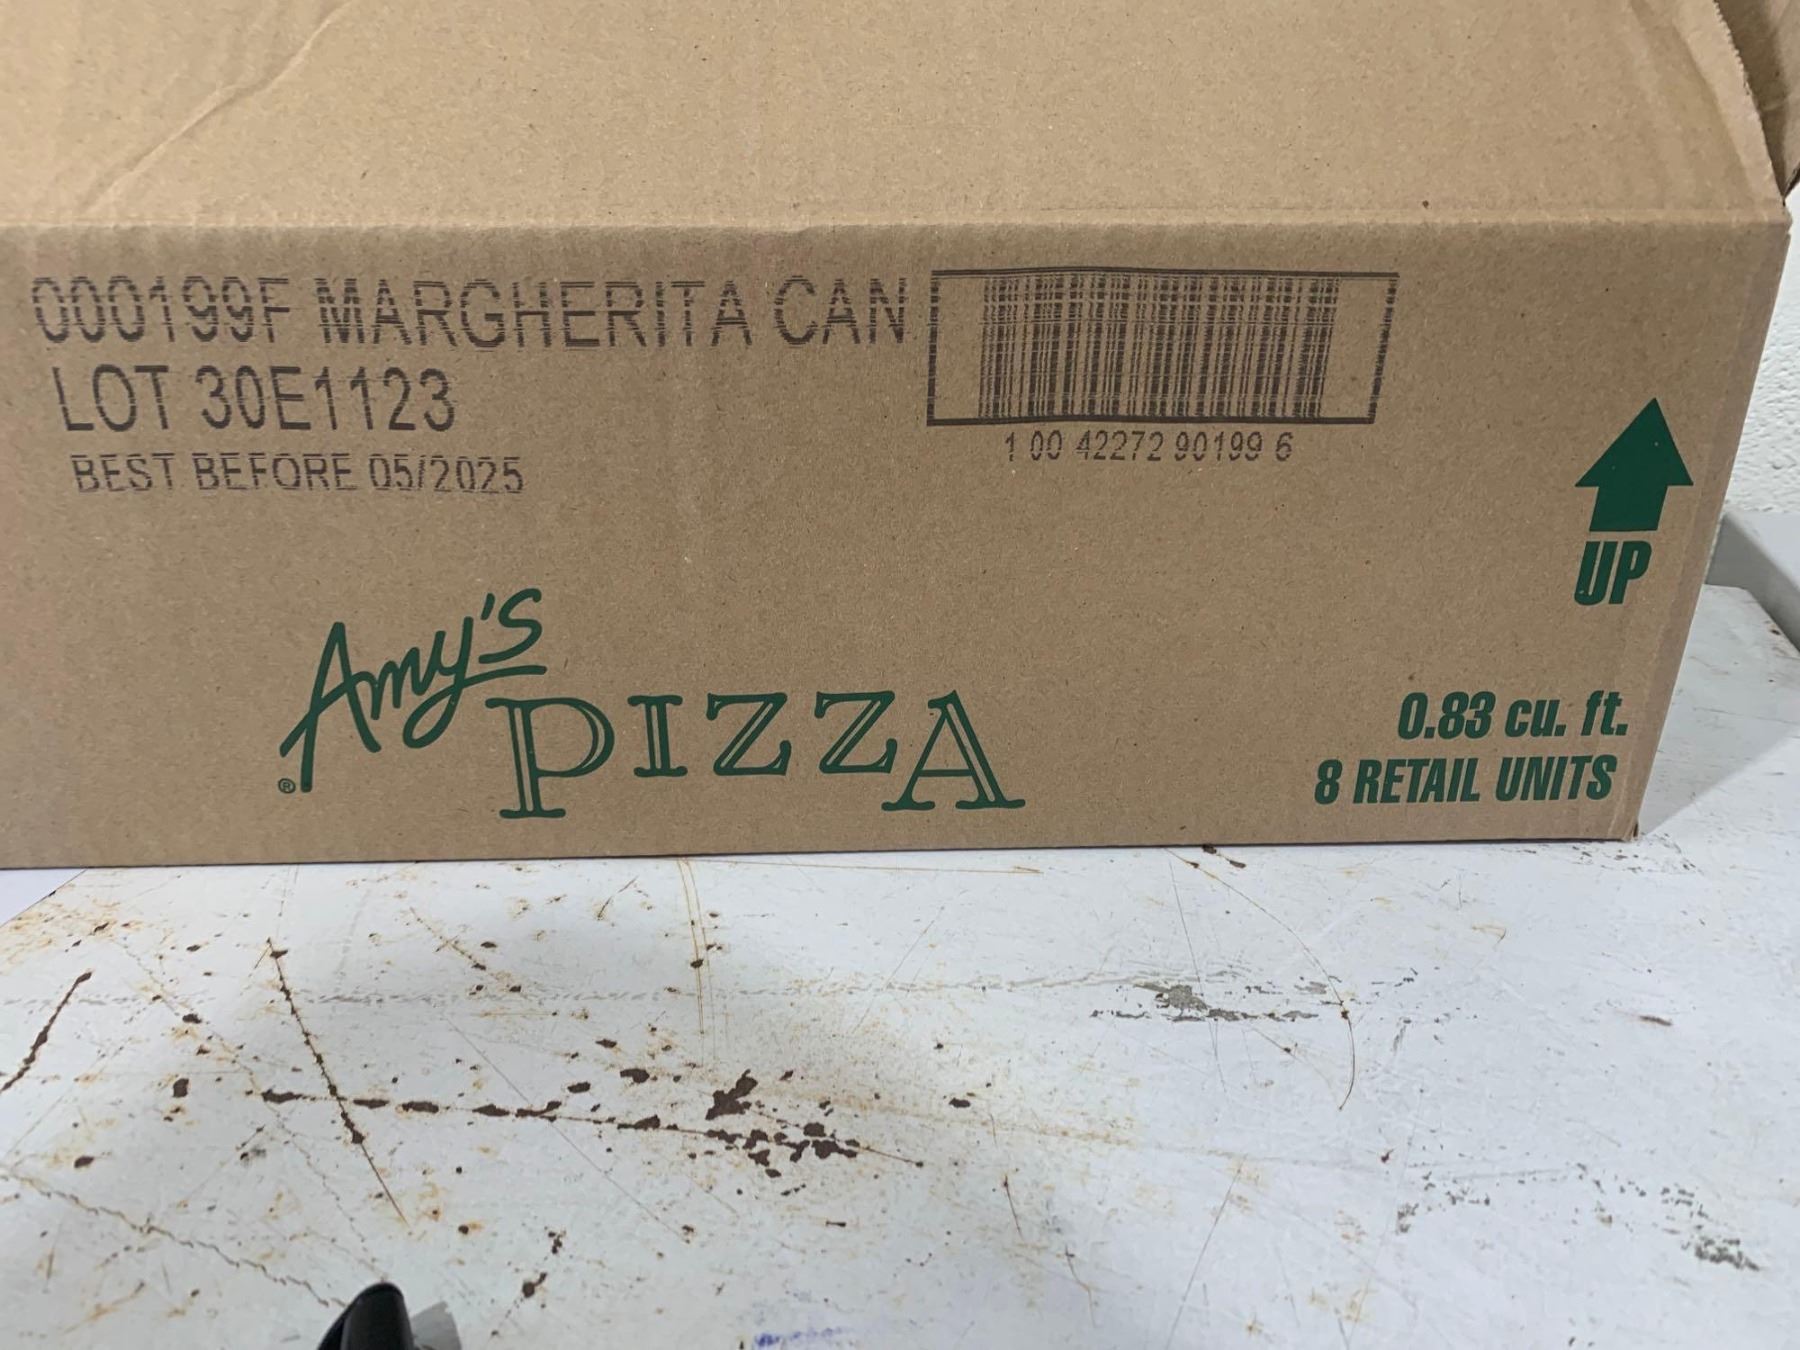 000199F MARGHERITA CAN
LOT 30E1123
BEST BEFORE 05/2025
1 00 42272 90199 6
UP
Amy's
®
PIZZA
0.83 cu. ft.
8 RETAIL UNITS